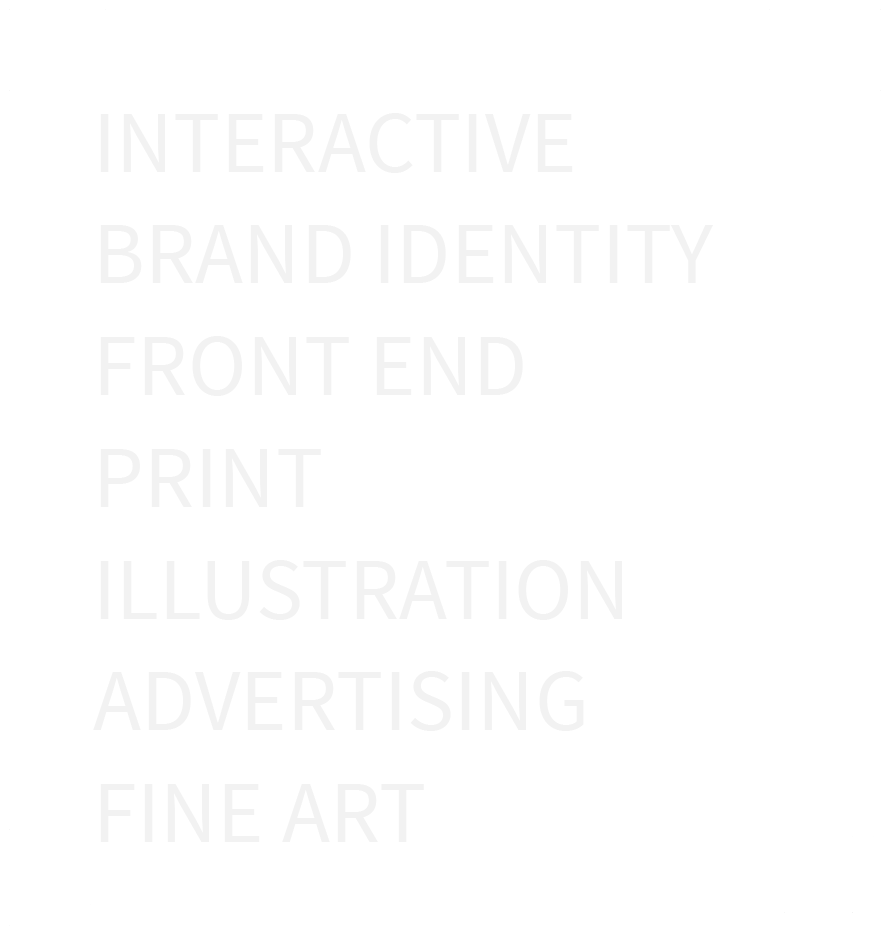 INTERACTIVE
BRAND IDENTITY
FRONT END
PRINT
ILLUSTRATION
ADVERTISING
FINE ART